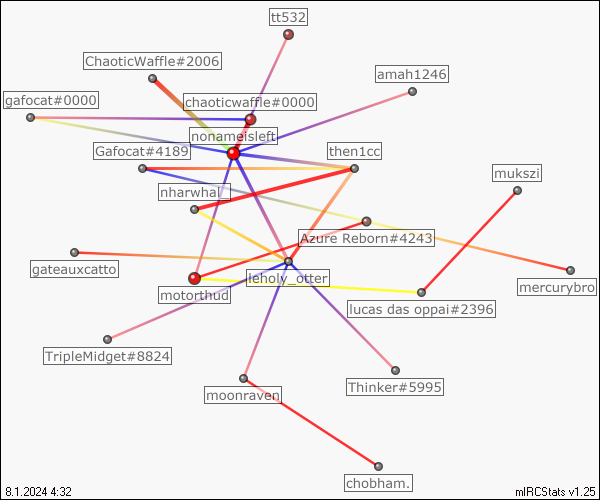 tt532
ChaoticWaffle#2006
amah1246
gafocat#0000
chaoticwaffle#0000
nonameisleft
Gafocat#4189
then1cc
mukszi
nharwhal_
Azure Reborn#4243
gateauxcatto
leholy_otter
mercurybro
motorthud
lucas das oppai#2396
TripleMidget#8824
Thinker#5995
moonraven
chobham.
8.1.2024 4:32
mIRCStats v1.25